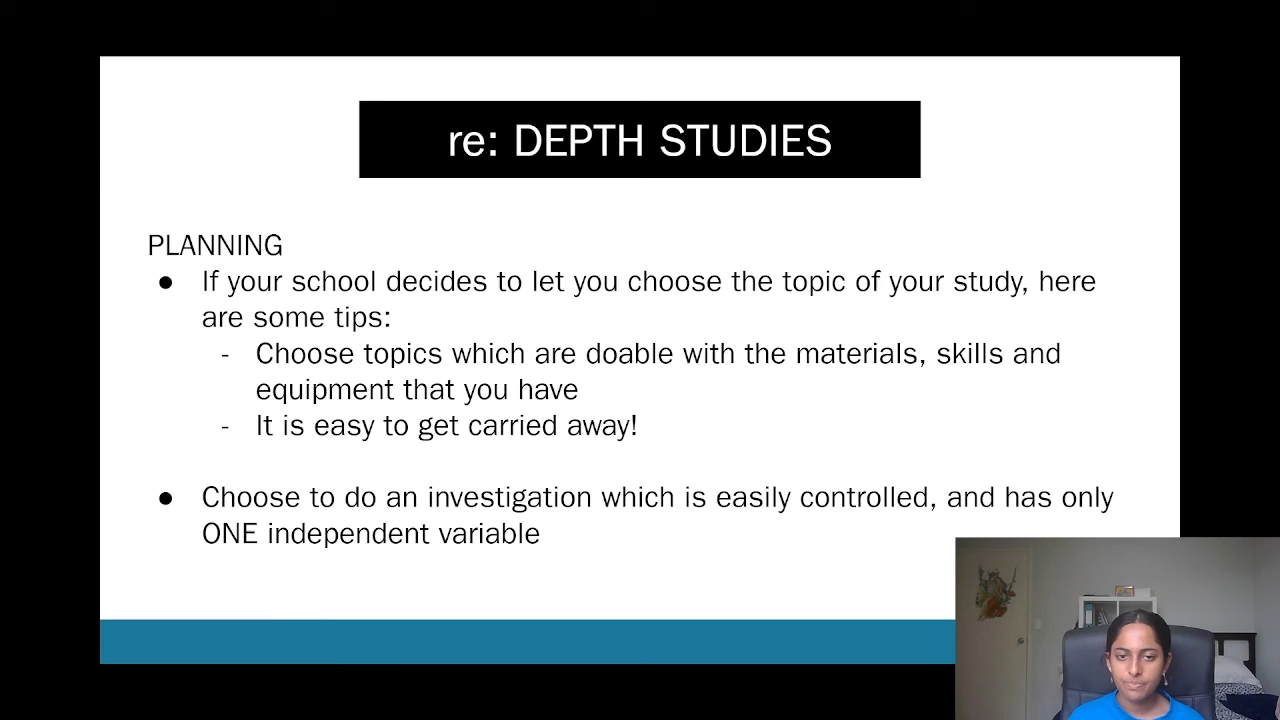 re: DEPTH STUDIES
PLANNING
● If your school decides to let you choose the topic of your study, here
are some tips:
- Choose topics which are doable with the materials, skills and
equipment that you have
- It is easy to get carried away!
● Choose to do an investigation which is easily controlled, and has only
ONE independent variable